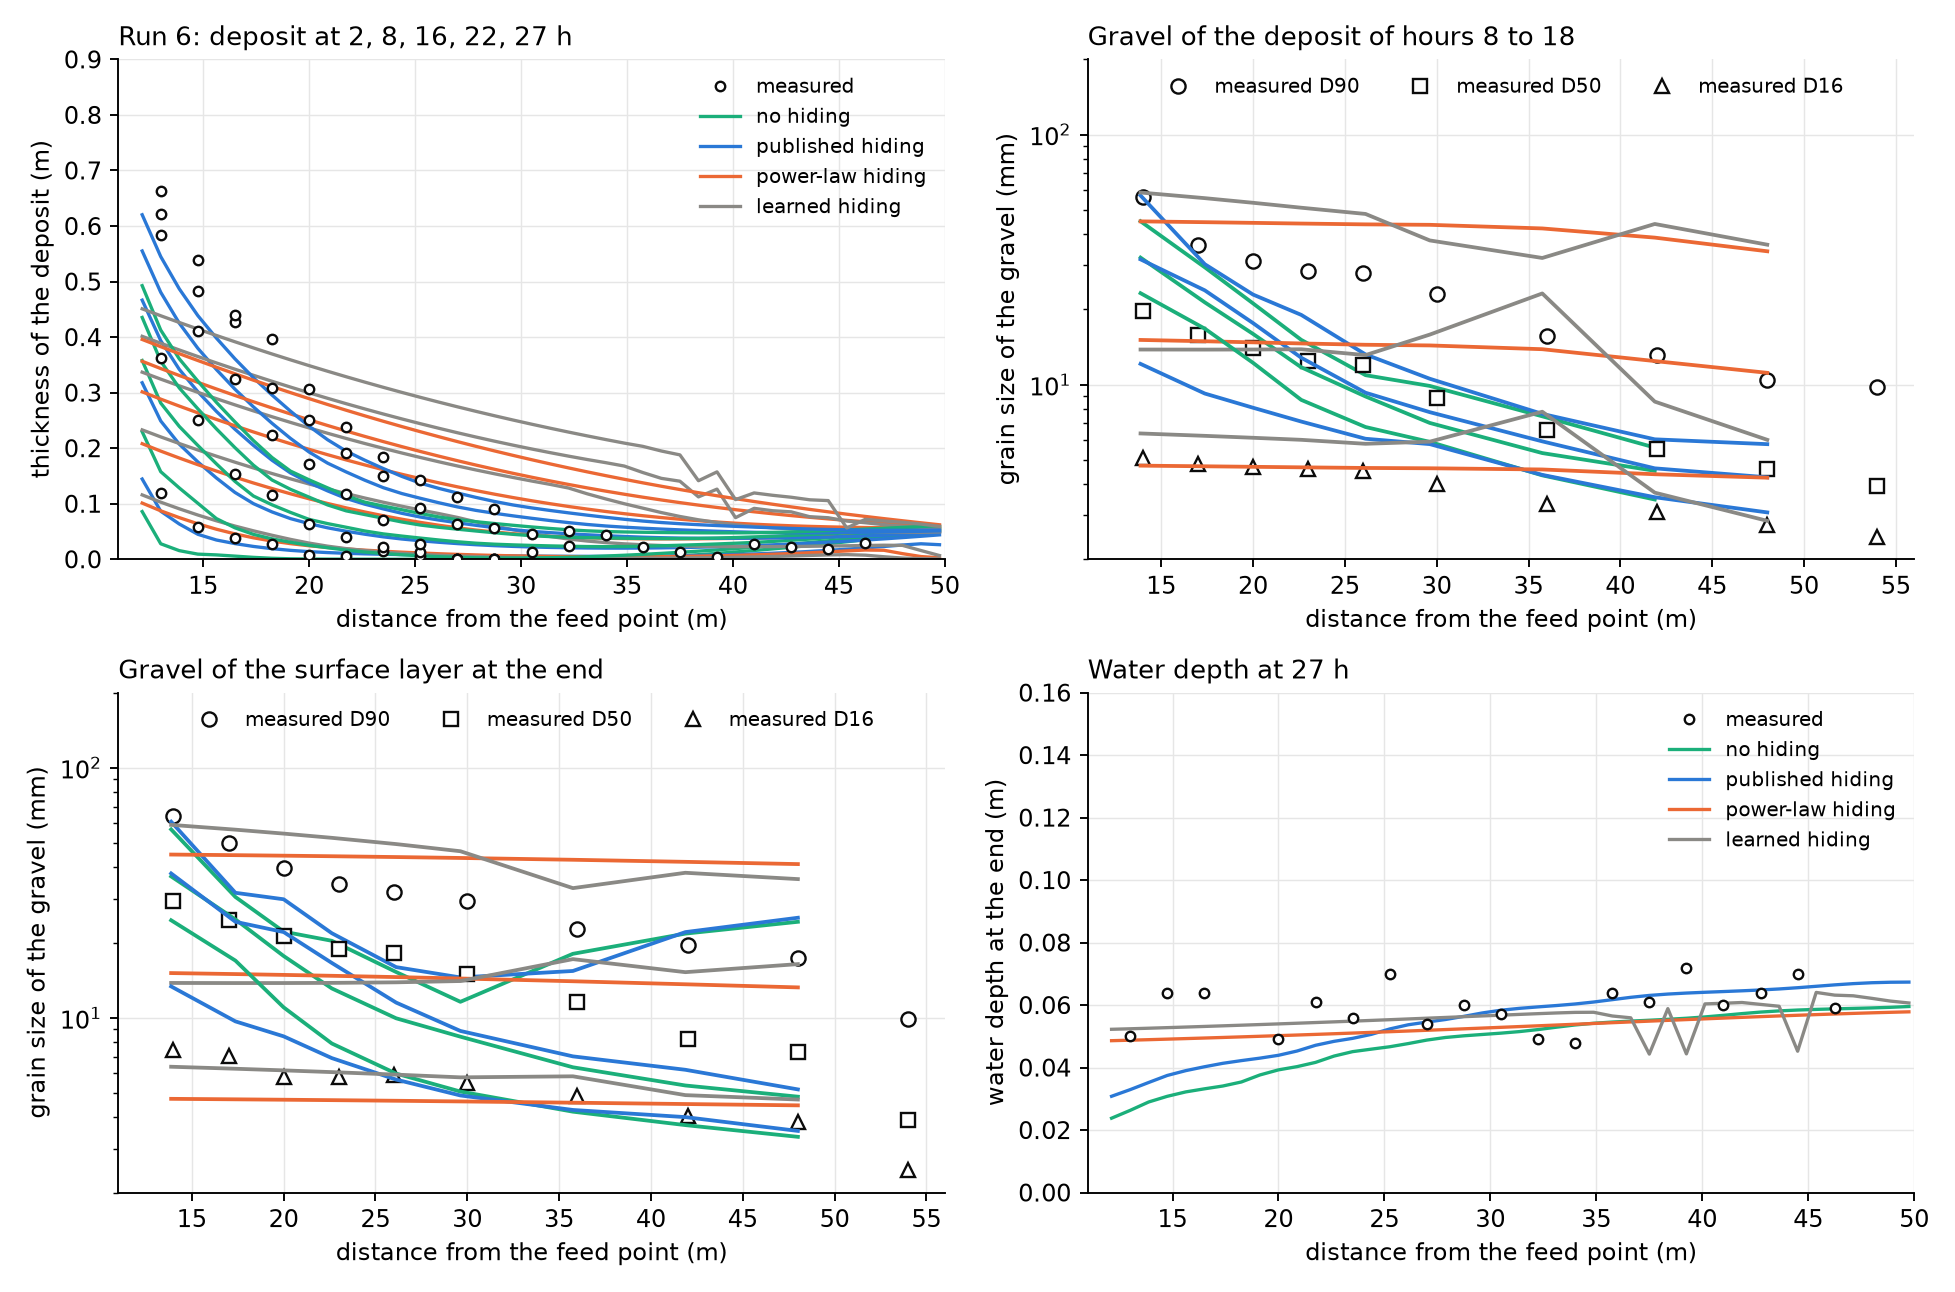 Run 6: deposit at 2, 8, 16, 22, 27 h
thickness of the deposit (m)
0.9
0.8
0.7
0.6
0.5
0.4
0.3
0.2
0.1
0.0
measured
no hiding
published hiding
power-law hiding
learned hiding
15 20 25 30 35 40 45 50
distance from the feed point (m)
Gravel of the deposit of hours 8 to 18
grain size of the gravel (mm)
10²
10¹
measured D90 measured D50 measured D16
15 20 25 30 35 40 45 50 55
distance from the feed point (m)
Gravel of the surface layer at the end
grain size of the gravel (mm)
10²
10¹
measured D90 measured D50 measured D16
15 20 25 30 35 40 45 50 55
distance from the feed point (m)
Water depth at 27 h
water depth at the end (m)
0.16
0.14
0.12
0.10
0.08
0.06
0.04
0.02
0.00
measured
no hiding
published hiding
power-law hiding
learned hiding
15 20 25 30 35 40 45 50
distance from the feed point (m)